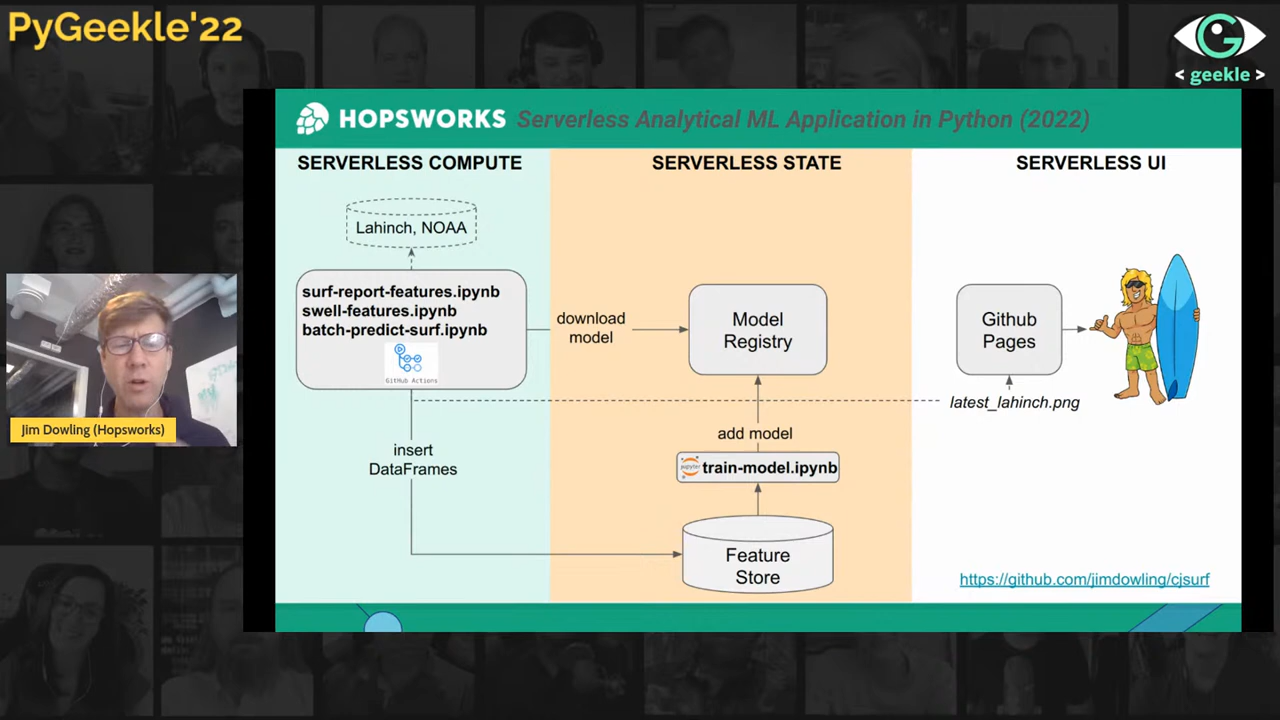 PyGeekle'22
< geekle >
HOPSWORKS Serverless Analytical ML Application in Python (2022)
SERVERLESS COMPUTE
SERVERLESS STATE
SERVERLESS UI
Lahinch, NOAA
surf-report-features.ipynb
swell-features.ipynb
batch-predict-surf.ipynb
GitHub Actions
download
model
Model
Registry
Github
Pages
latest_lahinch.png
Jim Dowling (Hopsworks)
insert
DataFrames
add model
jupyter train-model.ipynb
Feature
Store
https://github.com/jimdowling/cjsurf